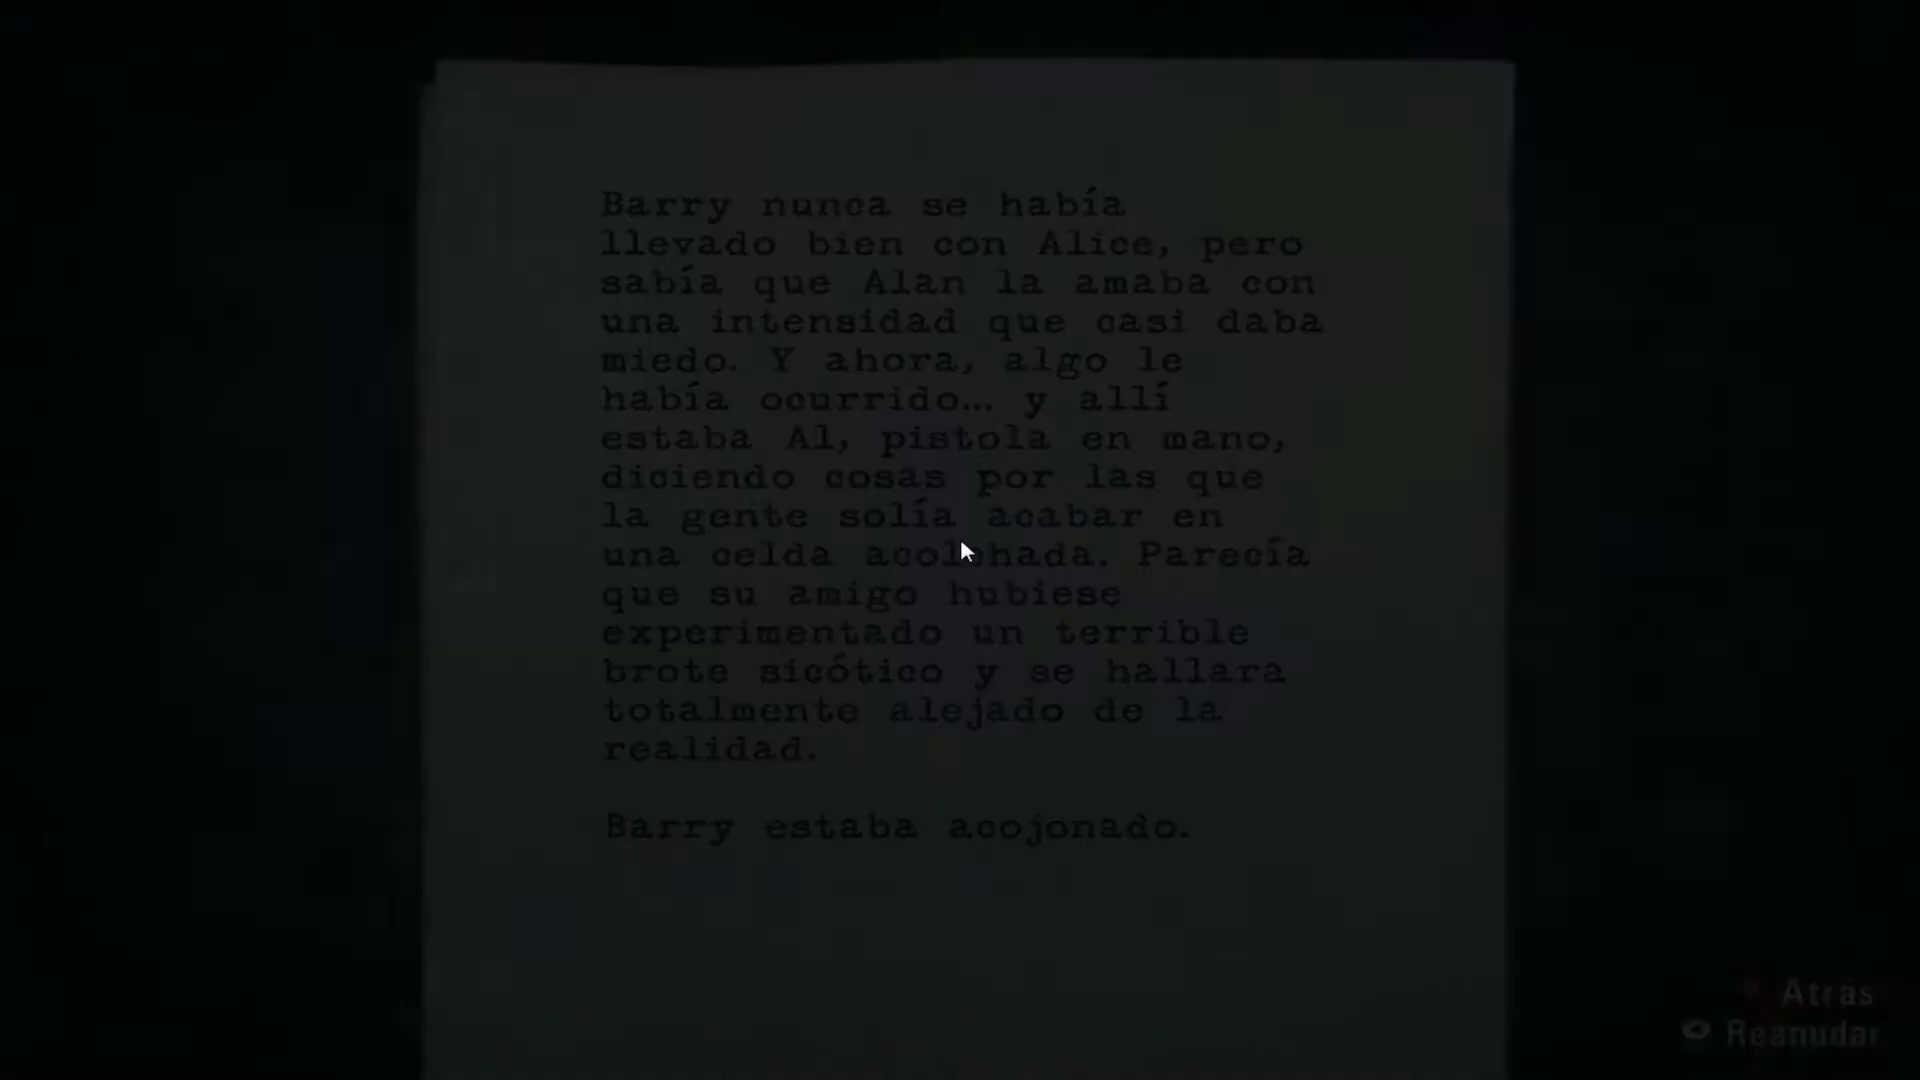 Barry nunca se había
llevado bien con Alice, pero
sabía que Alan la amaba con
una intensidad que casi daba
miedo. Y ahora, algo le
había ocurrido... y allí
estaba Al, pistola en mano,
diciendo cosas por las que
la gente solía acabar en
una celda acolchada. Parecía
que su amigo hubiese
experimentado un terrible
brote sicótico y se hallara
totalmente alejado de la
realidad.
Barry estaba acojonado.
Atrás
Reanudar